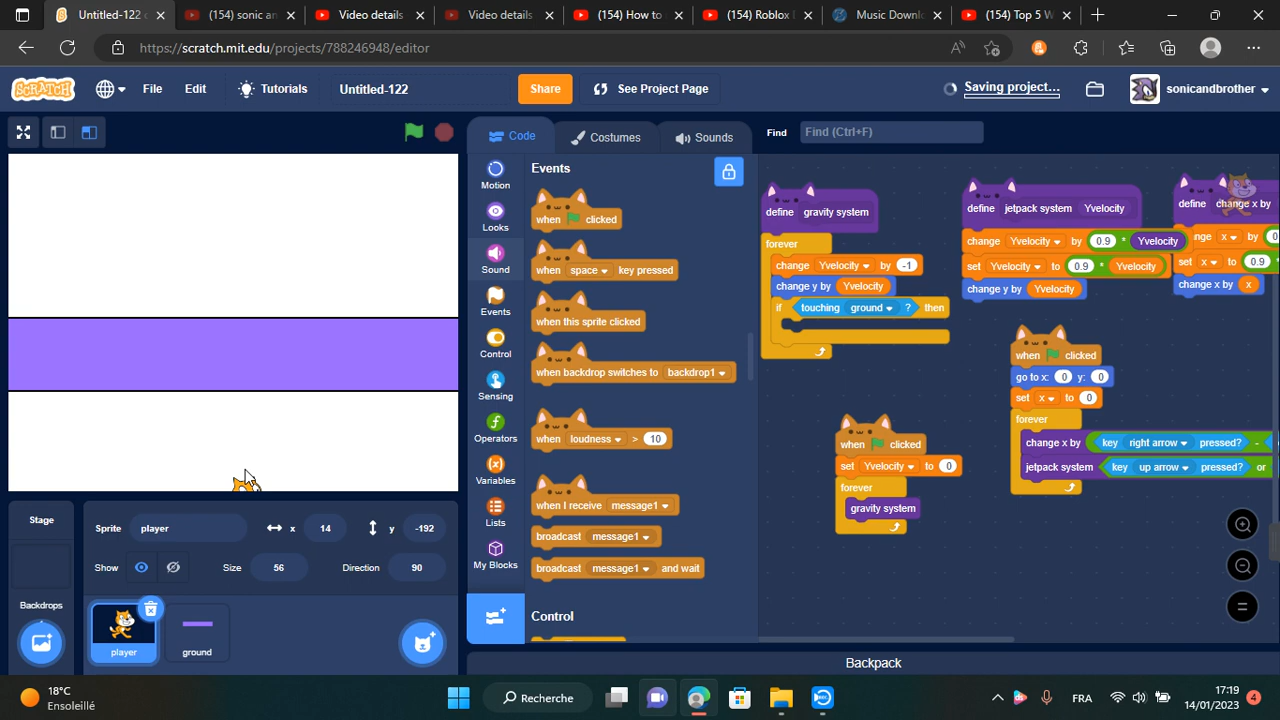 Untitled-122 o
(154) sonic an
Video details
Video details
(154) How to
(154) Roblox
Music Downl
(154) Top 5 W
https://scratch.mit.edu/projects/788246948/editor
SCRATCH File Edit Tutorials Untitled-122 Share See Project Page Saving project... sonicandbrother
Code Costumes Sounds Find Find (Ctrl+F)
Motion
Looks
Sound
Events
Control
Sensing
Operators
Variables
Lists
My Blocks
Events
when clicked
when space key pressed
when this sprite clicked
when backdrop switches to backdrop1
when loudness > 10
when I receive message1
broadcast message1
broadcast message1 and wait
Control
define gravity system
forever
change Yvelocity by -1
change y by Yvelocity
if touching ground ? then
define jetpack system Yvelocity
change Yvelocity by 0.9 * Yvelocity
set Yvelocity to 0.9 * Yvelocity
change y by Yvelocity
define change x by
nge x by 0
set x to 0.9
change x by x
when clicked
set Yvelocity to 0
forever
gravity system
when clicked
go to x: 0 y: 0
set x to 0
forever
change x by key right arrow pressed? -
jetpack system key up arrow pressed? or
Sprite player x 14 y -192
Show Size 56 Direction 90
player
ground
Stage
Backdrops
Backpack
18°C
Ensoleillé
Recherche
FRA
17:19
14/01/2023
4